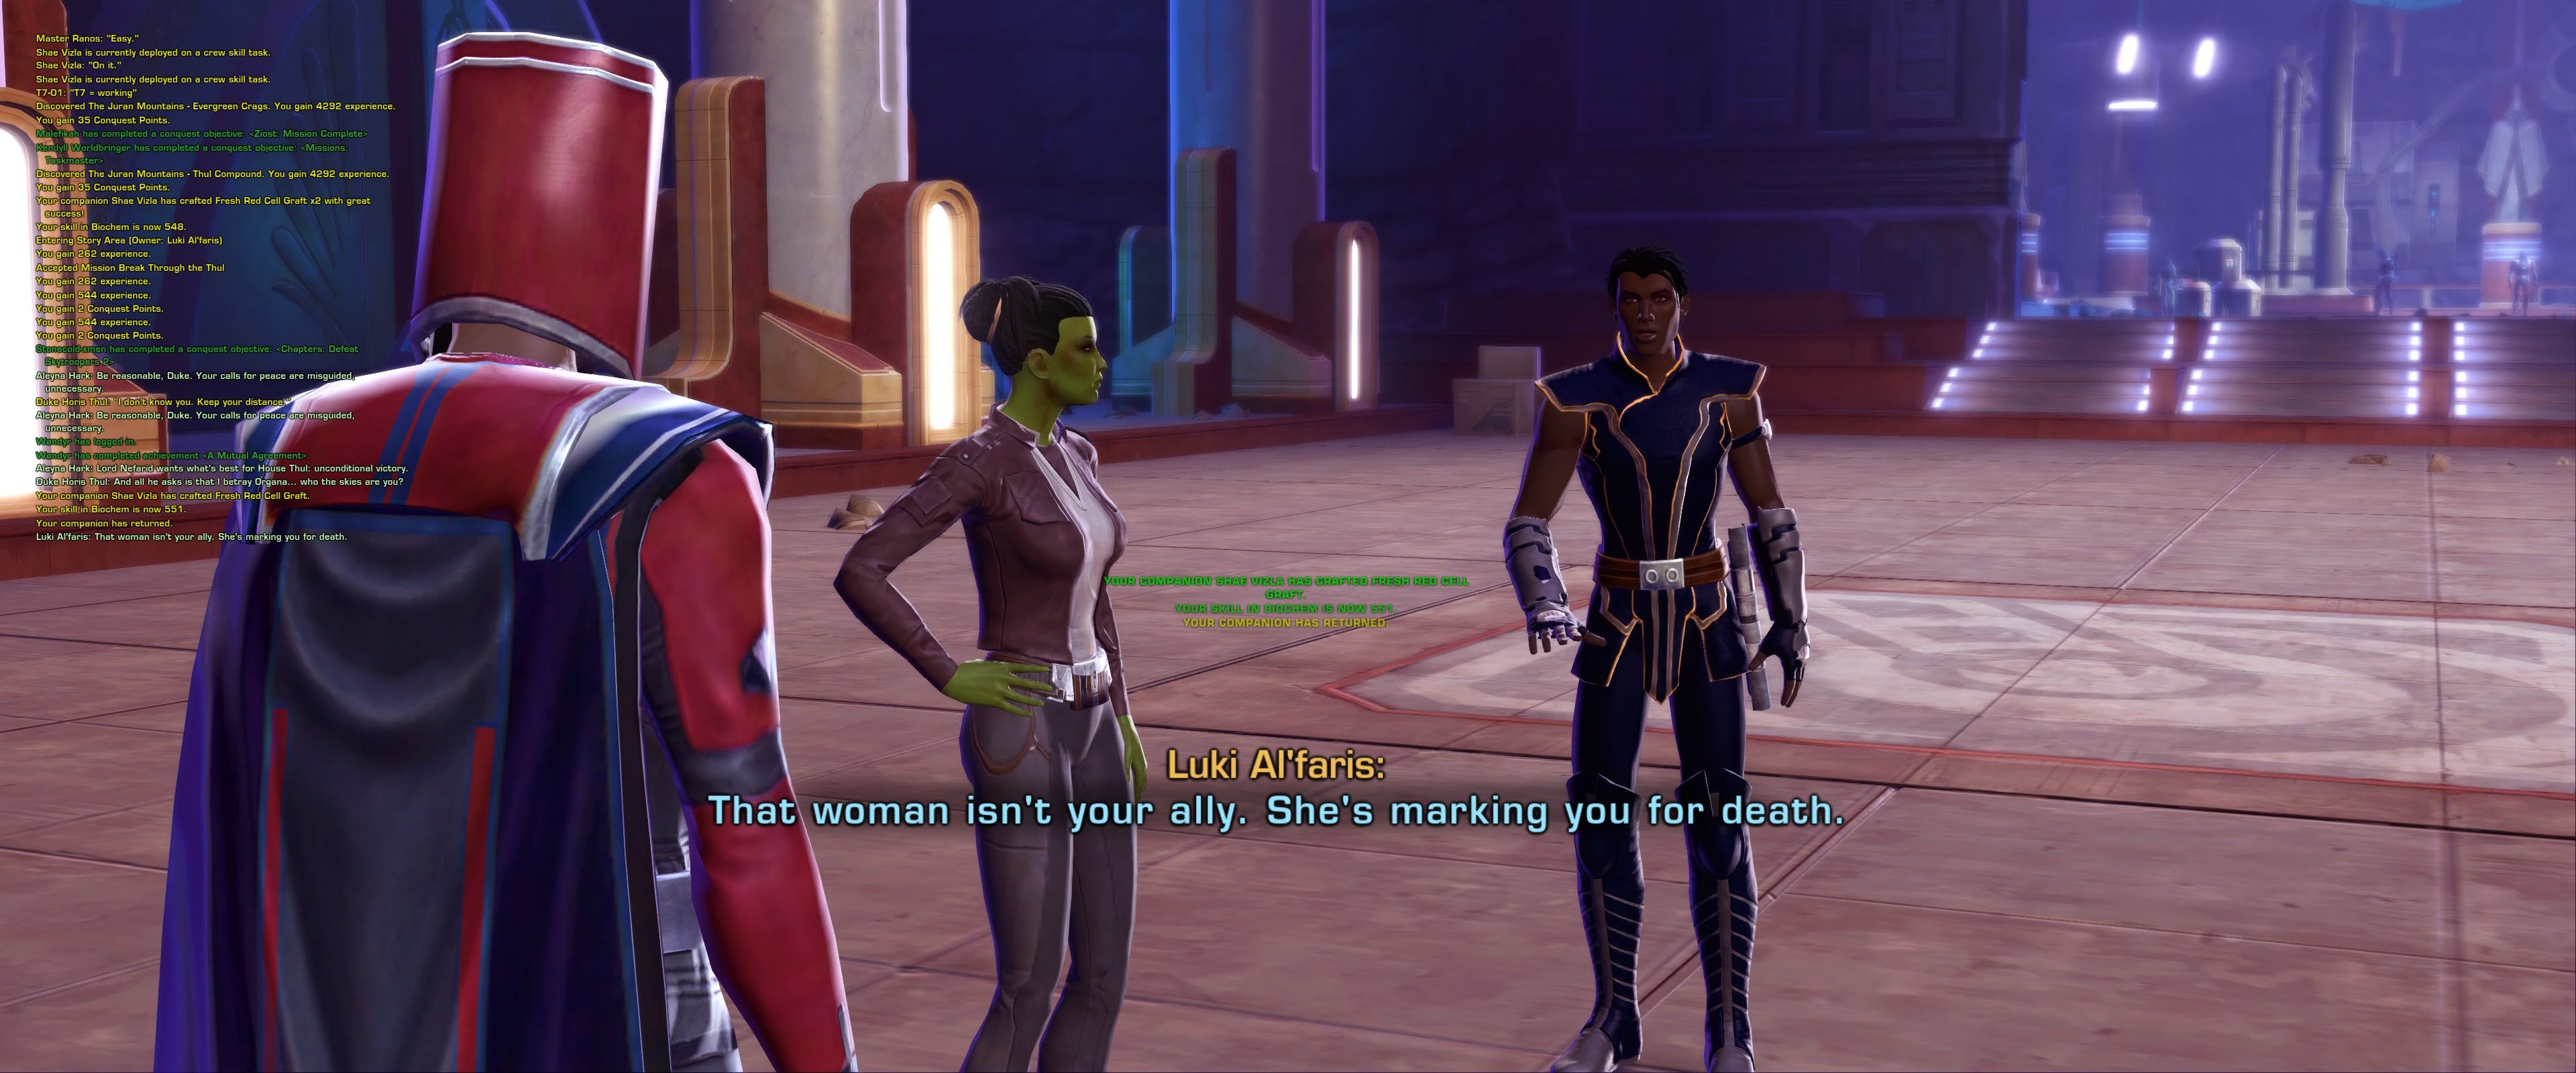 Master Ranos: "Easy."
Shae Vizla is currently deployed on a crew skill task.
Shae Vizla: "On it."
Shae Vizla is currently deployed on a crew skill task.
T7-01: "T7 = working"
Discovered The Juran Mountains - Evergreen Crags. You gain 4292 experience.
You gain 35 Conquest Points.
Malefikah has completed a conquest objective: <Ziost: Mission Complete>
Kendyll Worldbringer has completed a conquest objective: <Missions:
Taskmaster>
Discovered The Juran Mountains - Thul Compound. You gain 4292 experience.
You gain 35 Conquest Points.
Your companion Shae Vizla has crafted Fresh Red Cell Graft x2 with great
success!
Your skill in Biochem is now 548.
Entering Story Area (Owner: Luki Al'faris)
You gain 262 experience.
Accepted Mission Break Through the Thul
You gain 262 experience.
You gain 544 experience.
You gain 2 Conquest Points.
You gain 544 experience.
You gain 2 Conquest Points.
Stonecold-xmen has completed a conquest objective: <Chapters: Defeat
Skytroopers 2>
Aleyna Hark: Be reasonable, Duke. Your calls for peace are misguided,
unnecessary.
Duke Horis Thul: "I don't know you. Keep your distance."
Aleyna Hark: Be reasonable, Duke. Your calls for peace are misguided,
unnecessary.
Wandyr has logged in.
Wandyr has completed achievement <A Mutual Agreement>.
Aleyna Hark: Lord Nefarid wants what's best for House Thul: unconditional victory.
Duke Horis Thul: And all he asks is that I betray Organa... who the skies are you?
Your companion Shae Vizla has crafted Fresh Red Cell Graft.
Your skill in Biochem is now 551.
Your companion has returned.
Luki Al'faris: That woman isn't your ally. She's marking you for death.
YOUR COMPANION SHAE VIZLA HAS CRAFTED FRESH RED CELL
GRAFT.
YOUR SKILL IN BIOCHEM IS NOW 551.
YOUR COMPANION HAS RETURNED.
Luki Al'faris:
That woman isn't your ally. She's marking you for death.